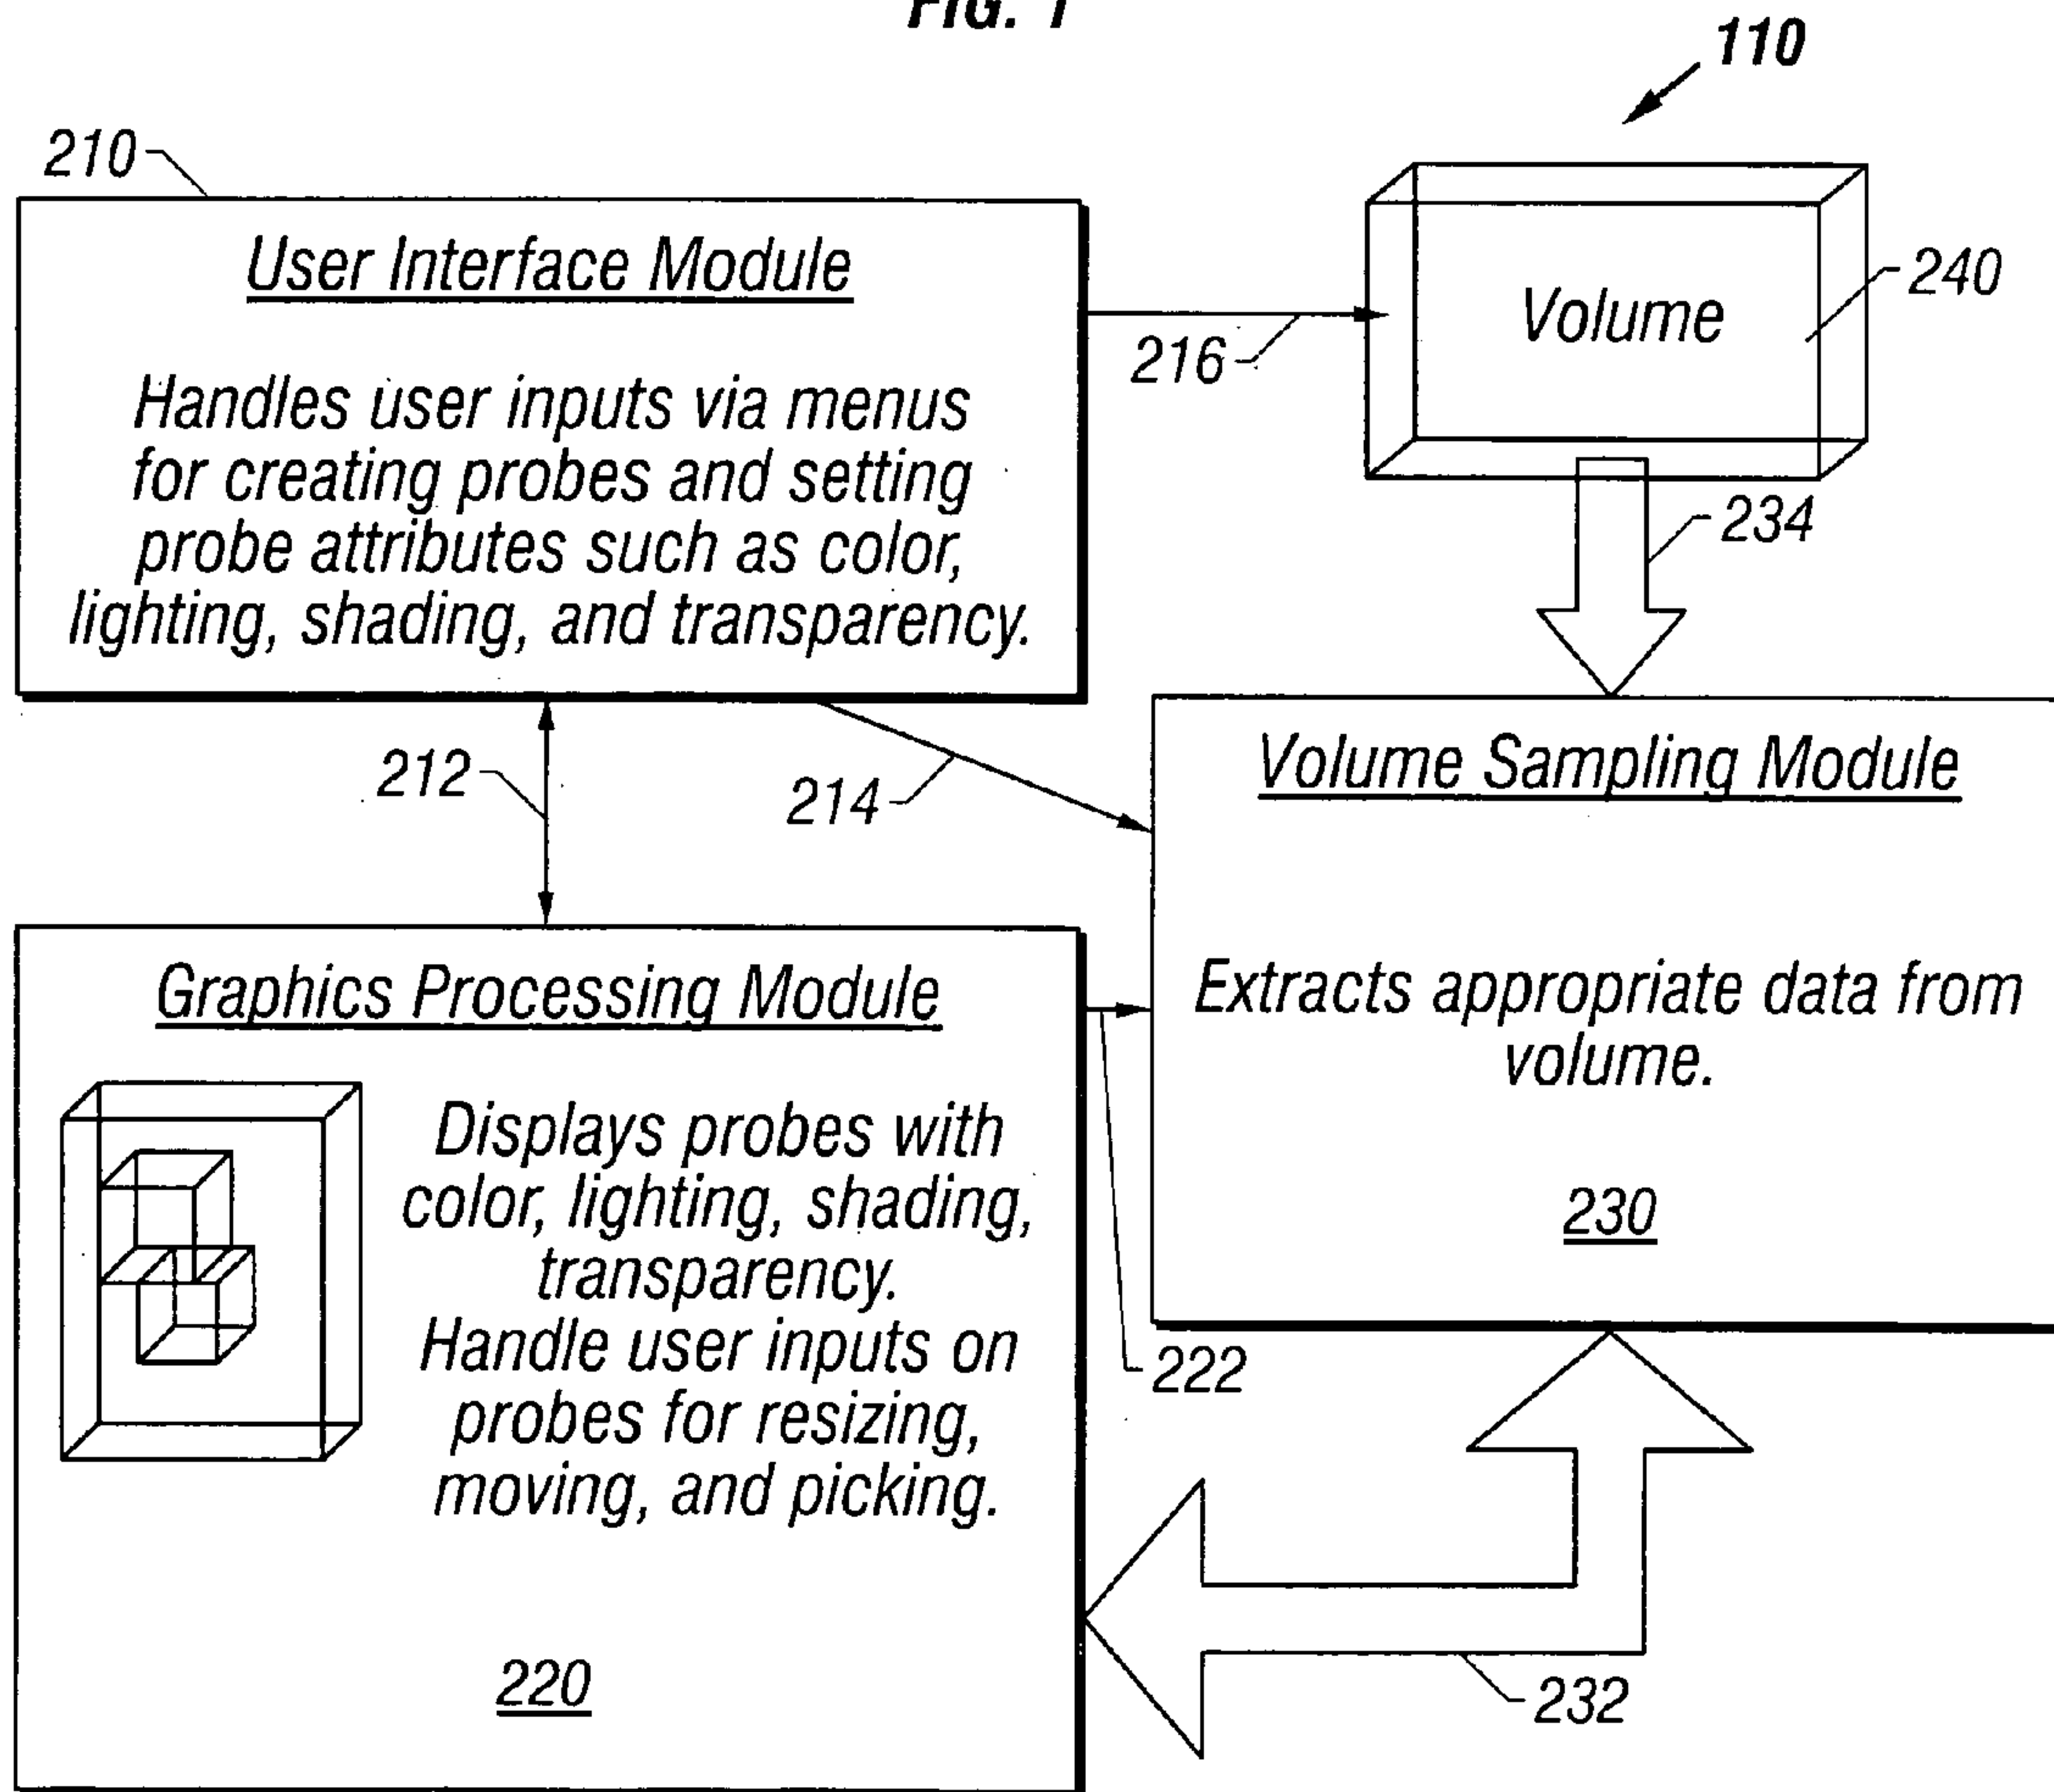 FIG. 1
110
210
User Interface Module
Handles user inputs via menus
for creating probes and setting
probe attributes such as color,
lighting, shading, and transparency.
216
Volume
240
234
212
214
Volume Sampling Module
Extracts appropriate data from
volume.
230
Graphics Processing Module
Displays probes with
color, lighting, shading,
transparency.
Handle user inputs on
probes for resizing,
moving, and picking.
220
222
232